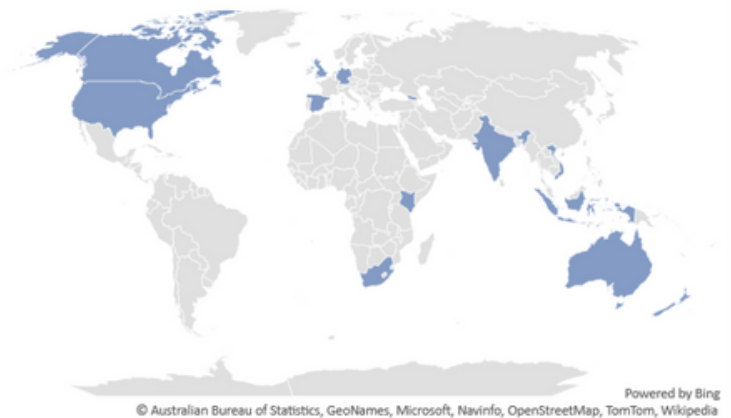 Powered by Bing
© Australian Bureau of Statistics, GeoNames, Microsoft, Navinfo, OpenStreetMap, TomTom, Wikipedia